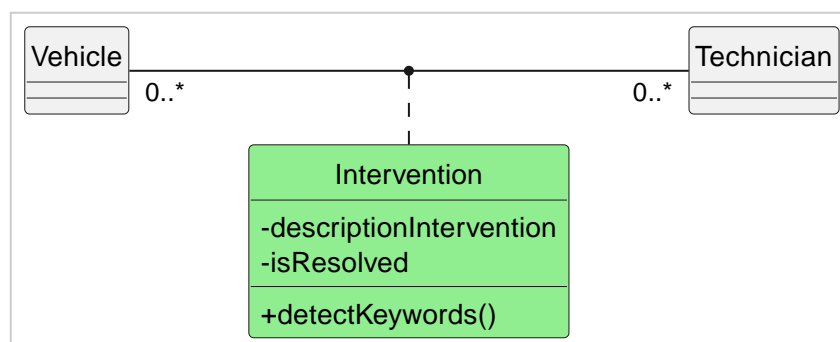 Vehicle
Technician
0..*
0..*
Intervention
-descriptionIntervention
-isResolved
+detectKeywords()